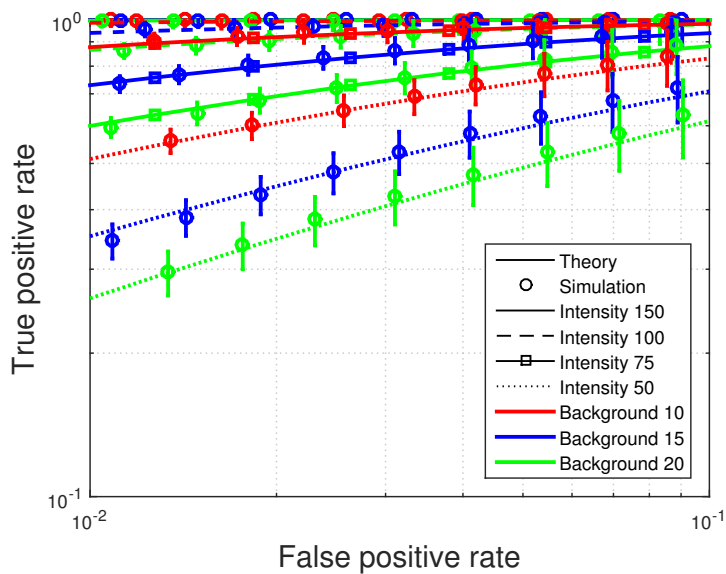 10^0
True positive rate
10^-1
Theory
Simulation
Intensity 150
Intensity 100
Intensity 75
Intensity 50
Background 10
Background 15
Background 20
10^-2
10^-1
False positive rate